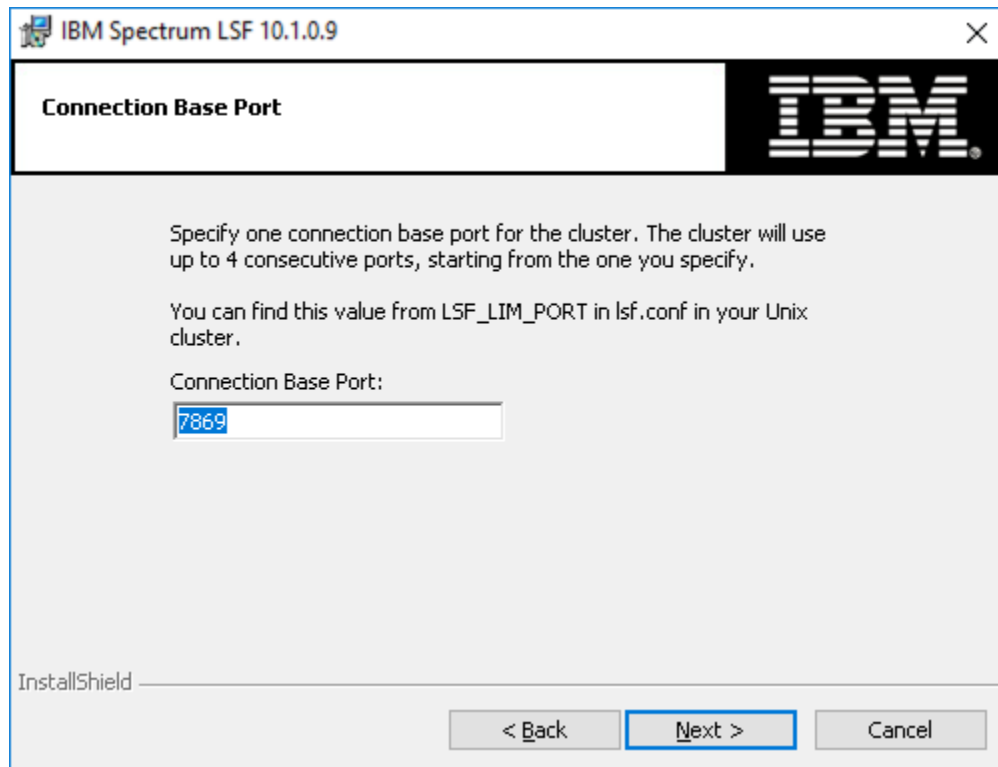 IBM Spectrum LSF 10.1.0.9
Connection Base Port
IBM®
Specify one connection base port for the cluster. The cluster will use
up to 4 consecutive ports, starting from the one you specify.
You can find this value from LSF_LIM_PORT in lsf.conf in your Unix
cluster.
Connection Base Port:
7869
InstallShield
< Back
Next >
Cancel